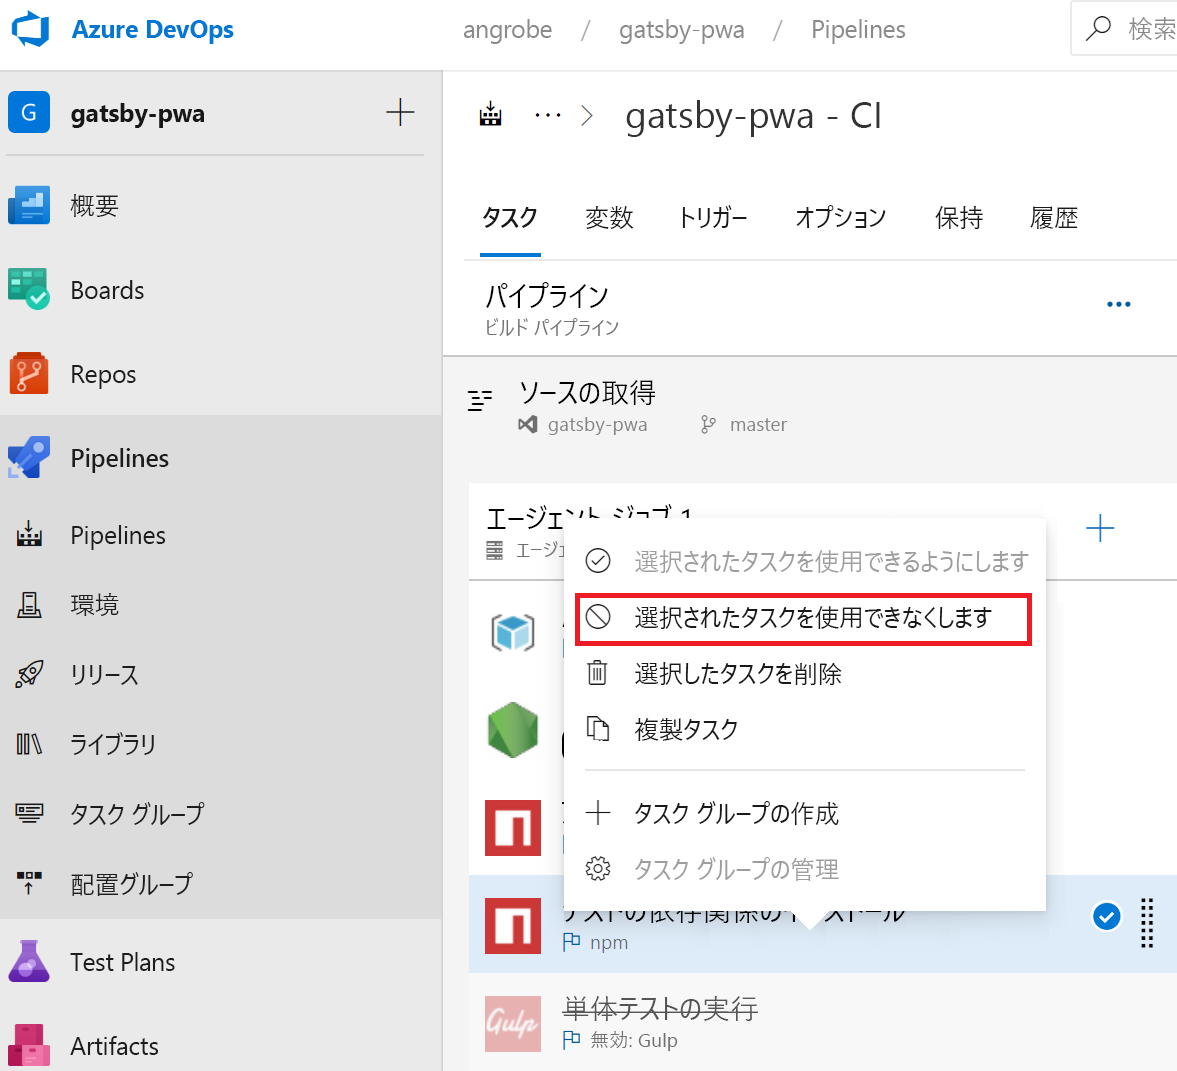 Azure DevOps
angrobe / gatsby-pwa / Pipelines
検索
G
gatsby-pwa
概要
Boards
Repos
Pipelines
Pipelines
環境
リリース
ライブラリ
タスク グループ
配置グループ
Test Plans
Artifacts
gatsby-pwa - CI
タスク
変数
トリガー
オプション
保持
履歴
パイプライン
ビルド パイプライン
ソースの取得
gatsby-pwa
master
エージェント ジョブ 1
エージェ
選択されたタスクを使用できるようにします
選択されたタスクを使用できなくします
選択したタスクを削除
複製タスク
タスク グループの作成
タスク グループの管理
テストの依存関係のインストール
npm
単体テストの実行
Gulp
無効: Gulp